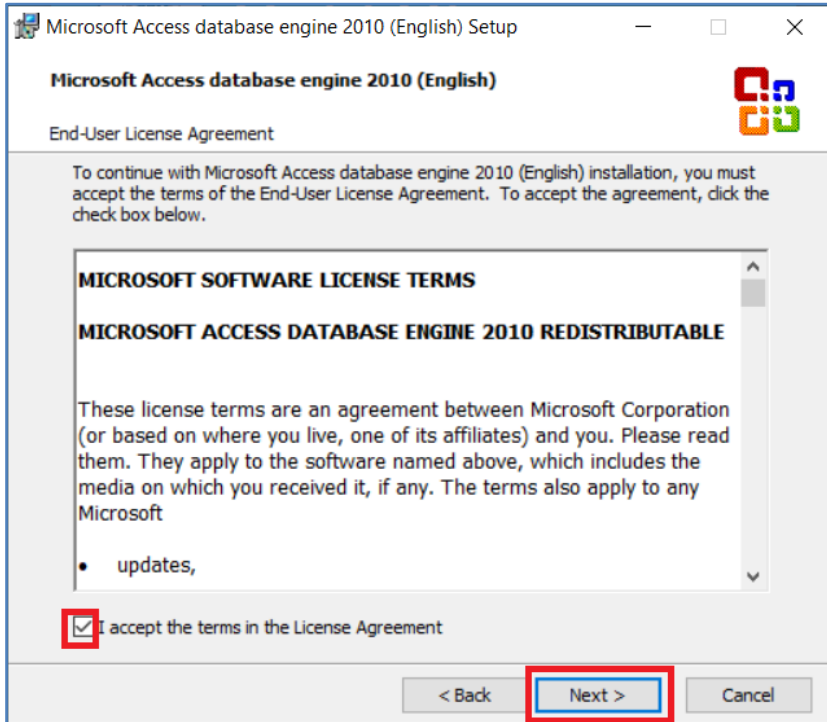 Microsoft Access database engine 2010 (English) Setup
Microsoft Access database engine 2010 (English)
End-User License Agreement
To continue with Microsoft Access database engine 2010 (English) installation, you must
accept the terms of the End-User License Agreement. To accept the agreement, click the
check box below.
MICROSOFT SOFTWARE LICENSE TERMS
MICROSOFT ACCESS DATABASE ENGINE 2010 REDISTRIBUTABLE
These license terms are an agreement between Microsoft Corporation
(or based on where you live, one of its affiliates) and you. Please read
them. They apply to the software named above, which includes the
media on which you received it, if any. The terms also apply to any
Microsoft
• updates,
I accept the terms in the License Agreement
< Back Next > Cancel